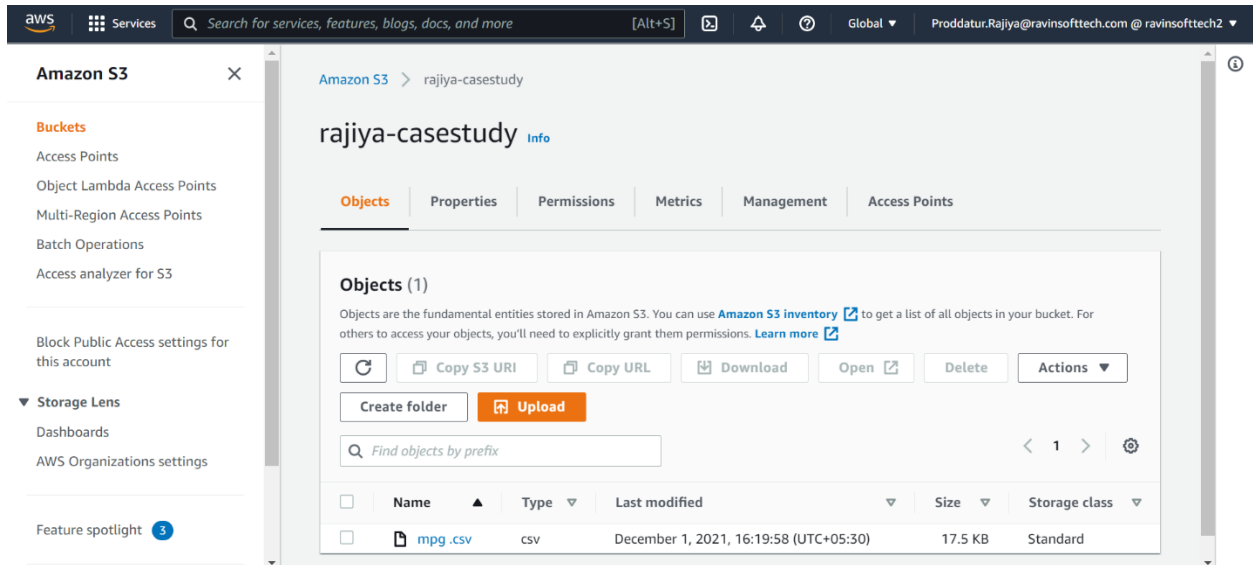 aws
Services
Search for services, features, blogs, docs, and more
[Alt+S]
Global ▼
Proddatur.Rajiya@ravinsofttech.com @ ravinsofttech2 ▼
Amazon S3
Buckets
Access Points
Object Lambda Access Points
Multi-Region Access Points
Batch Operations
Access analyzer for S3
Block Public Access settings for
this account
▼ Storage Lens
Dashboards
AWS Organizations settings
Feature spotlight 3
Amazon S3 > rajiya-casestudy
rajiya-casestudy Info
Objects Properties Permissions Metrics Management Access Points
Objects (1)
Objects are the fundamental entities stored in Amazon S3. You can use Amazon S3 inventory to get a list of all objects in your bucket. For
others to access your objects, you'll need to explicitly grant them permissions. Learn more
Copy S3 URI Copy URL Download Open Delete Actions ▼
Create folder Upload
Find objects by prefix
< 1 >
Name ▲ Type Last modified Size Storage class
mpg .csv csv December 1, 2021, 16:19:58 (UTC+05:30) 17.5 KB Standard